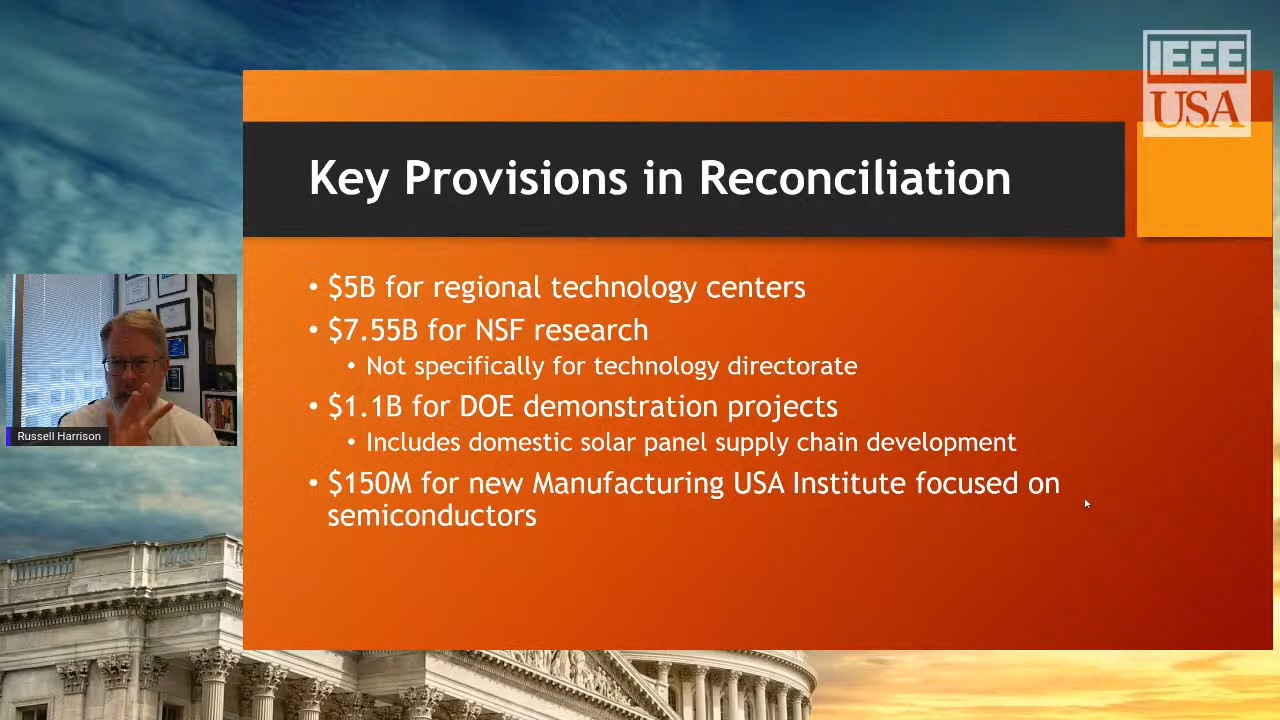 IEEE
USA
Key Provisions in Reconciliation
• $5B for regional technology centers
• $7.55B for NSF research
• Not specifically for technology directorate
• $1.1B for DOE demonstration projects
• Includes domestic solar panel supply chain development
• $150M for new Manufacturing USA Institute focused on
semiconductors
Russell Harrison